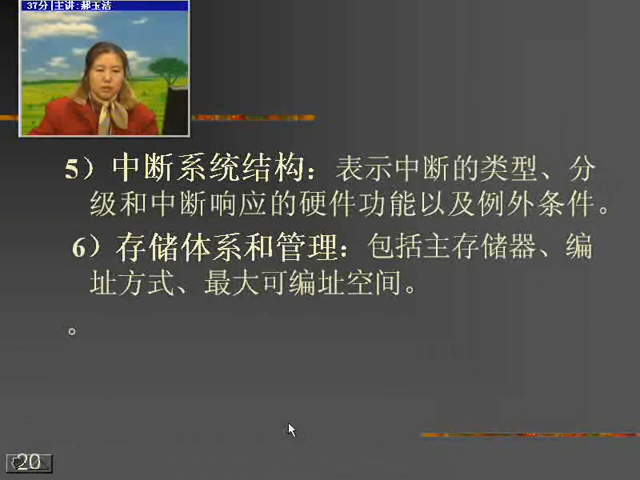 37分|主讲:郝玉洁
5）中断系统结构：表示中断的类型、分
级和中断响应的硬件功能以及例外条件。
6）存储体系和管理：包括主存储器、编
址方式、最大可编址空间。
。
20